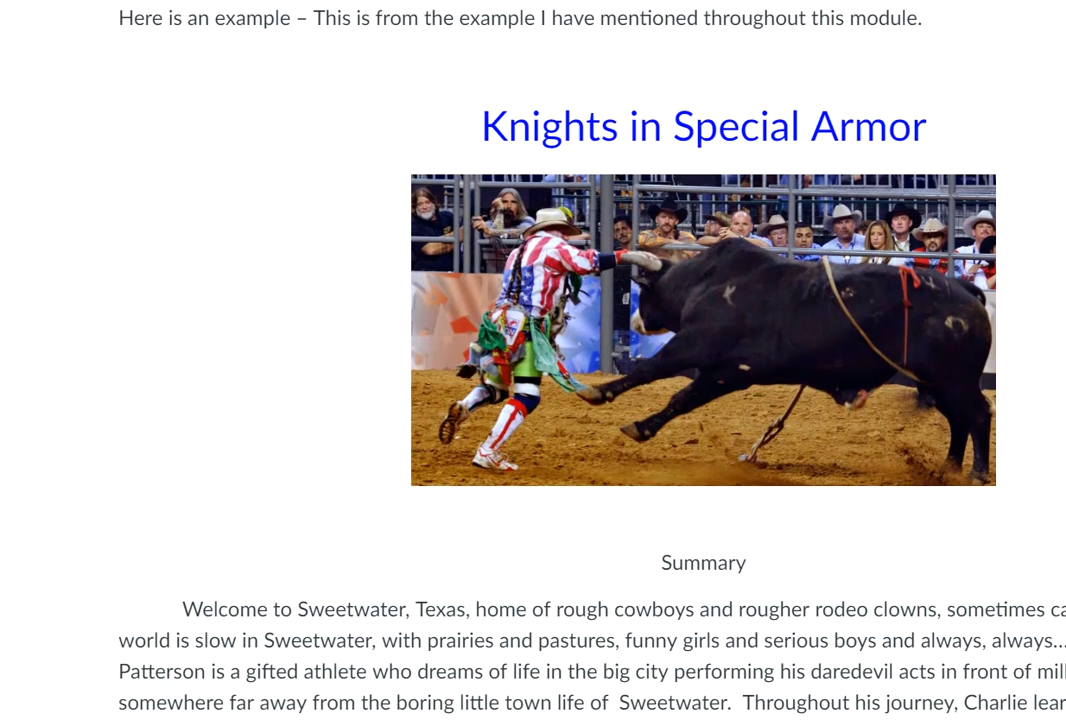 Here is an example – This is from the example I have mentioned throughout this module.
Knights in Special Armor
Summary
Welcome to Sweetwater, Texas, home of rough cowboys and rougher rodeo clowns, sometimes
world is slow in Sweetwater, with prairies and pastures, funny girls and serious boys and always, always...
Patterson is a gifted athlete who dreams of life in the big city performing his daredevil acts in front of
somewhere far away from the boring little town life of Sweetwater. Throughout his journey, Charlie